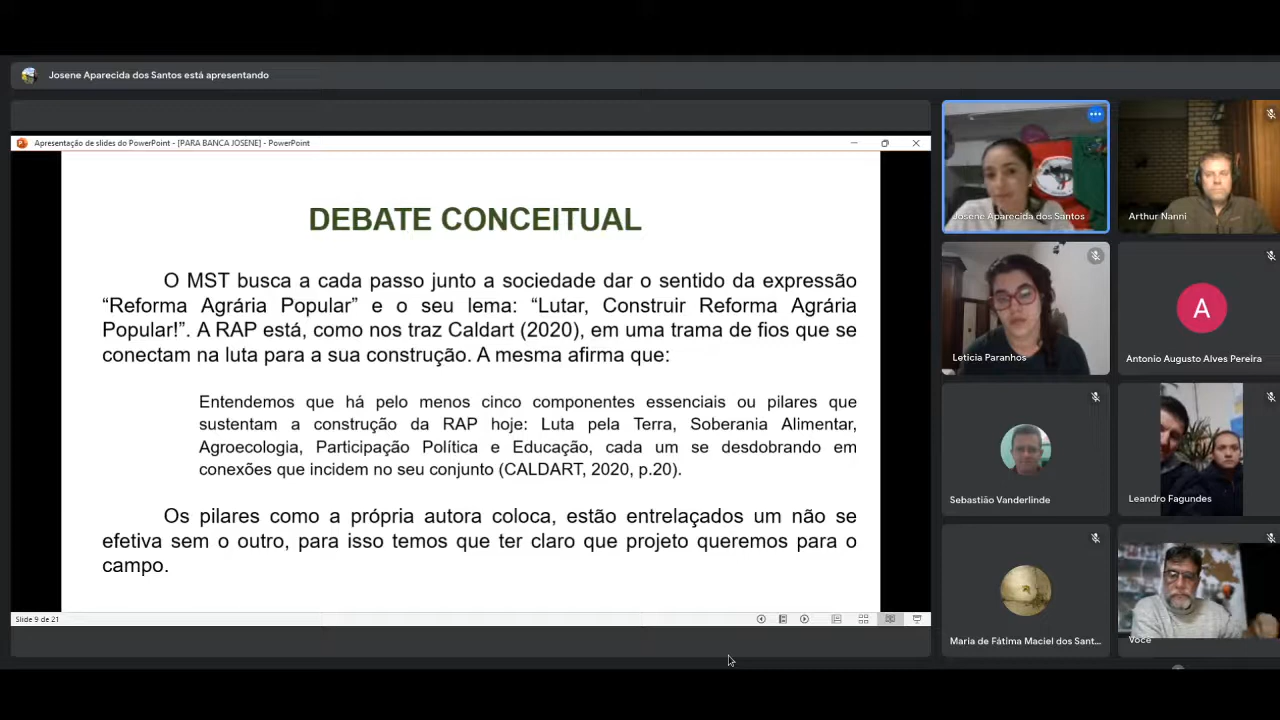 Josene Aparecida dos Santos está apresentando
Apresentação de slides do PowerPoint - [PARA BANCA JOSENE] - PowerPoint
DEBATE CONCEITUAL
O MST busca a cada passo junto a sociedade dar o sentido da expressão
“Reforma Agrária Popular” e o seu lema: “Lutar, Construir Reforma Agrária
Popular!”. A RAP está, como nos traz Caldart (2020), em uma trama de fios que se
conectam na luta para a sua construção. A mesma afirma que:
Entendemos que há pelo menos cinco componentes essenciais ou pilares que
sustentam a construção da RAP hoje: Luta pela Terra, Soberania Alimentar,
Agroecologia, Participação Política e Educação, cada um se desdobrando em
conexões que incidem no seu conjunto (CALDART, 2020, p.20).
Os pilares como a própria autora coloca, estão entrelaçados um não se
efetiva sem o outro, para isso temos que ter claro que projeto queremos para o
campo.
Slide 9 de 21
Josene Aparecida dos Santos
Arthur Nanni
Leticia Paranhos
A
Antonio Augusto Alves Pereira
Sebastião Vanderlinde
Leandro Fagundes
Maria de Fátima Maciel dos Sant...
Você